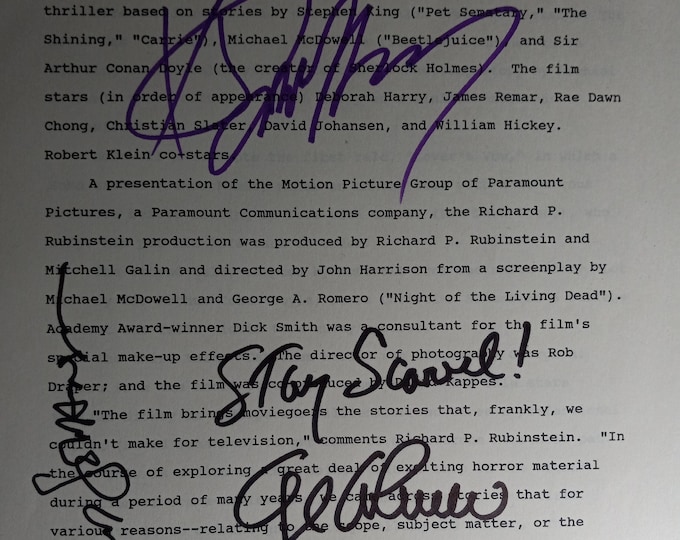 thriller based on stories by Stephen King ("Pet Sematary," "The
Shining," "Carrie"), Michael McDowell ("Beetlejuice"), and Sir
Arthur Conan Doyle (the creator of Sherlock Holmes). The film
stars (in order of appearance) Deborah Harry, James Remar, Rae Dawn
Chong, Christian Slater, David Johansen, and William Hickey.
Robert Klein co-stars.
A presentation of the Motion Picture Group of Paramount
Pictures, a Paramount Communications company, the Richard P.
Rubinstein production was produced by Richard P. Rubinstein and
Mitchell Galin and directed by John Harrison from a screenplay by
Michael McDowell and George A. Romero ("Night of the Living Dead").
Academy Award-winner Dick Smith was a consultant for the film's
special make-up effects. The director of photography was Rob
Draper; and the film was co-produced by David Kappes.
Stay Scared!
"The film brings moviegoers the stories that, frankly, we
couldn't make for television," comments Richard P. Rubinstein. "In
the course of exploring a great deal of exciting horror material
during a period of many years, we came across stories that for
various reasons--relating to the scope, subject matter, or the